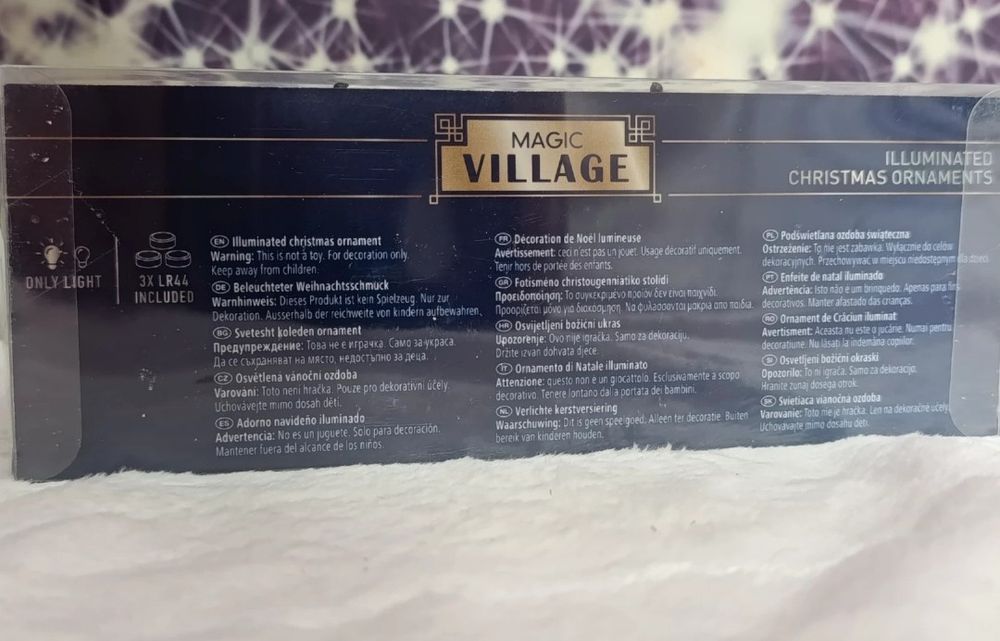 MAGIC
VILLAGE
ILLUMINATED
CHRISTMAS ORNAMENTS
ONLY LIGHT
3X LR44
INCLUDED
EN Illuminated christmas ornament
Warning: This is not a toy. For decoration only.
Keep away from children.
DE Beleuchteter Weihnachtsschmuck
Warnhinweis: Dieses Produkt ist kein Spielzeug. Nur zur
Dekoration. Ausserhalb der reichweite von kindern aufbewahren.
BG Svetesht koleden ornament
Предупреждение: Това не е играчка. Само за украса.
Да се съхраняват на място, недостъпно за деца.
CZ Osvětlena vánoční ozdoba
Varovani: Toto není hračka. Pouze pro dekorativní účely.
Uchovávejte mimo dosah dětí.
ES Adorno navideño iluminado
Advertencia: No es un juguete. Solo para decoración.
Mantener fuera del alcance de los niños.
FR Décoration de Noël lumineuse
Avertissement: ceci n'est pas un jouet. Usage décoratif uniquement.
Tenir hors de portée des enfants.
GR Fotisméno christougenniatiko stolidi
Προειδοποίηση: Το συγκεκριμένο προϊόν δεν είναι παιχνίδι.
Προορίζεται μόνο για διακόσμηση. Να φυλάσσονται μακριά απο παιδια.
HR Osvijetljeni božićni ukras
Upozorenje: Ovo nije igračka. Samo za dekoraciju.
Držite izvan dohvata djece.
IT Ornamento di Natale illuminato
Attenzione: questo non è un giocattolo. Esclusivamente a scopo
decorativo. Tenere lontano dalla portata dei bambini.
NL Verlichte kerstversiering
Waarschuwing: Dit is geen speelgoed. Alleen ter decoratie. Buiten
bereik van kinderen houden.
PL Podświetlana ozdoba świąteczna
Ostrzeżenie: To nie jest zabawka. Wyłącznie do celów
dekoracyjnych. Przechowywac w miejscu niedostępnym dla dzieci.
PT Enfeite de natal iluminado
Advertência: Isto não é um brinquedo. Apenas para fins
decorativos. Manter afastado das crianças.
RO Ornament de Crăciun iluminat
Avertisment: Aceasta nu este o jucărie. Numai pentru
decorațiune. Nu lăsați la îndemâna copiilor.
SI Osvetljeni božični okraski
Opozorilo: To ni igrača. Samo za dekoracijo.
Hranite zunaj dosega otrok.
SK Svietiaca vianočná ozdoba
Varovanie: Toto nie je hračka. Len na dekoračné účely.
Uchovávajte mimo dosahu detí.